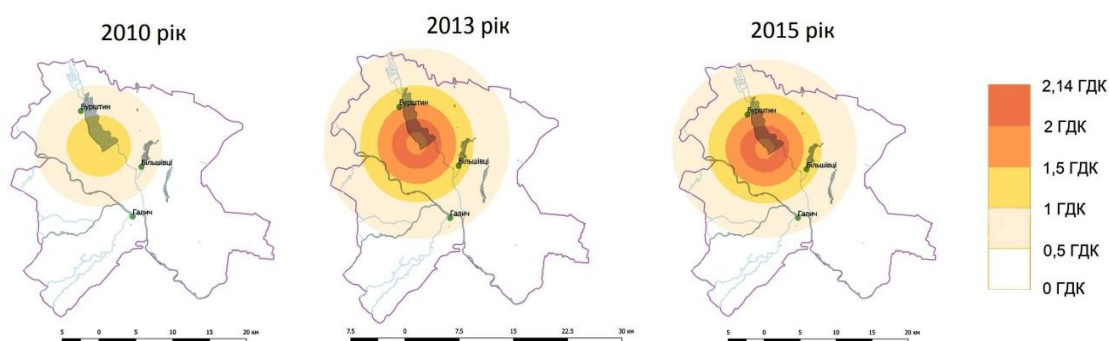 2010 рік
2013 рік
2015 рік
Бурштин
Більшівці
Галич
Бурштин
Більшівці
Галич
Бурштин
Більшівці
Галич
2,14 ГДК
2 ГДК
1,5 ГДК
1 ГДК
0,5 ГДК
0 ГДК
5 0 5 10 15 20 км
7.5 0 7.5 15 22.5 30 км
5 0 5 10 15 20 км